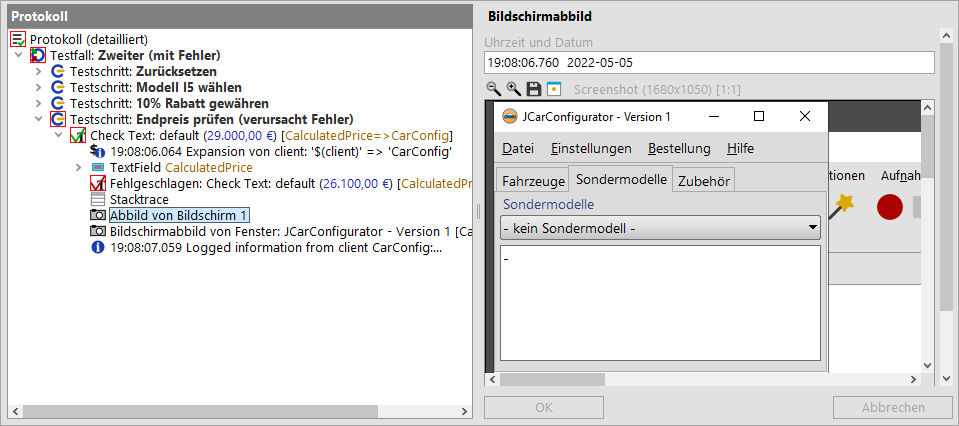 Protokoll
Protokoll (detailliert)
Testfall: Zweiter (mit Fehler)
Testschritt: Zurücksetzen
Testschritt: Modell I5 wählen
Testschritt: 10% Rabatt gewähren
Testschritt: Endpreis prüfen (verursacht Fehler)
Check Text: default (29.000,00 €) [CalculatedPrice=>CarConfig]
19:08:06.064 Expansion von client: '$(client)' => 'CarConfig'
TextField CalculatedPrice
Fehlgeschlagen: Check Text: default (26.100,00 €) [CalculatedP
Stacktrace
Abbild von Bildschirm 1
Bildschirmabbild von Fenster: JCarConfigurator - Version 1 [Ca
19:08:07.059 Logged information from client CarConfig:...
Bildschirmabbild
Uhrzeit und Datum
19:08:06.760 2022-05-05
Screenshot (1680x1050) [1:1]
JCarConfigurator - Version 1
Datei Einstellungen Bestellung Hilfe
Fahrzeuge Sondermodelle Zubehör
Sondermodelle
- kein Sondermodell -
-
tionen Aufnah
OK Abbrechen